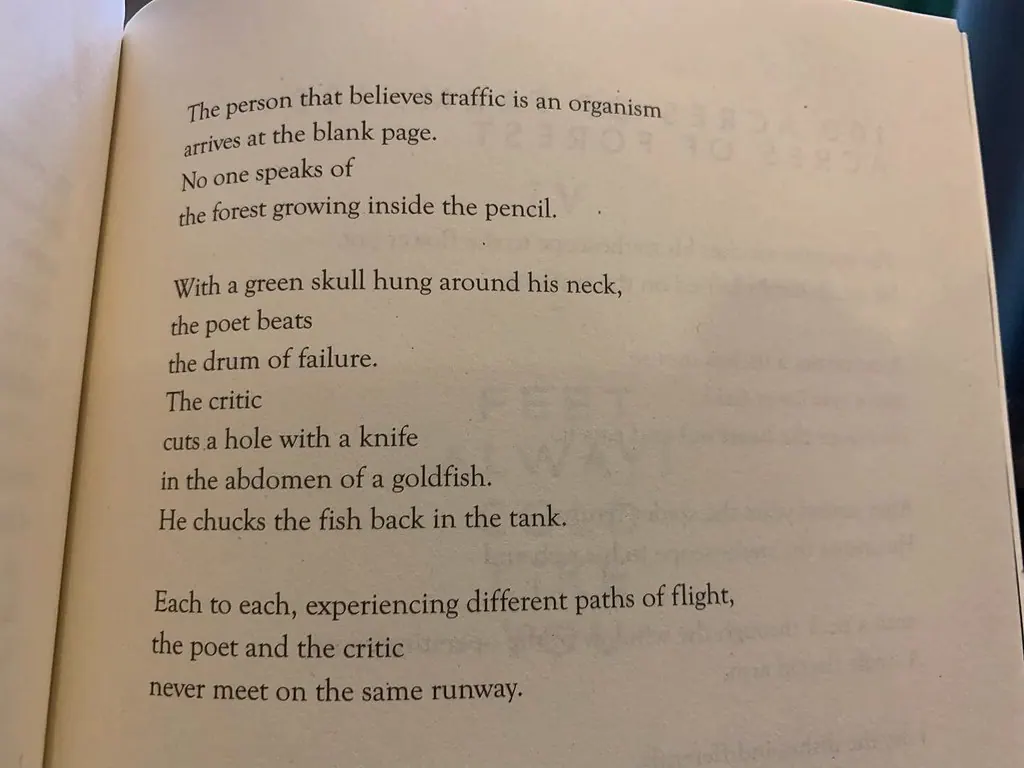 The person that believes traffic is an organism
arrives at the blank page.
No one speaks of
the forest growing inside the pencil.
With a green skull hung around his neck,
the poet beats
the drum of failure.
The critic
cuts a hole with a knife
in the abdomen of a goldfish.
He chucks the fish back in the tank.
Each to each, experiencing different paths of flight,
the poet and the critic
never meet on the same runway.